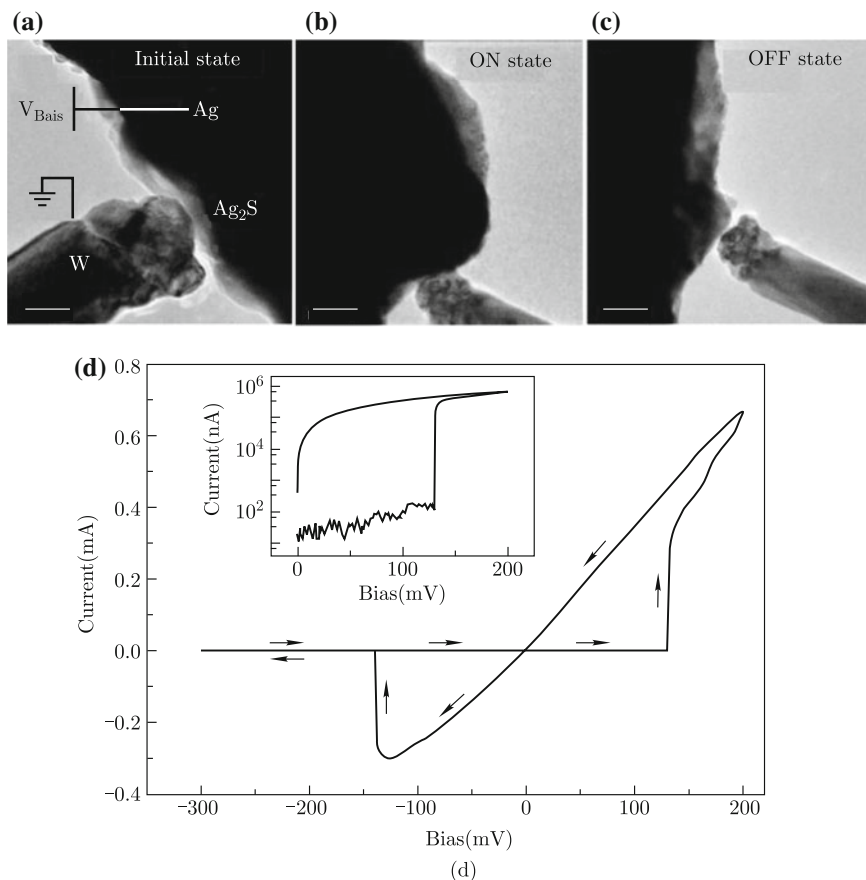 (a)
Initial state
V_Bais
Ag
Ag₂S
W
(b)
ON state
(c)
OFF state
(d)
Current(mA)
0.8
0.6
0.4
0.2
0.0
−0.2
−0.4
−300
−200
−100
0
100
200
Bias(mV)
Current(nA)
10⁶
10⁴
10²
0
100
200
Bias(mV)
(d)